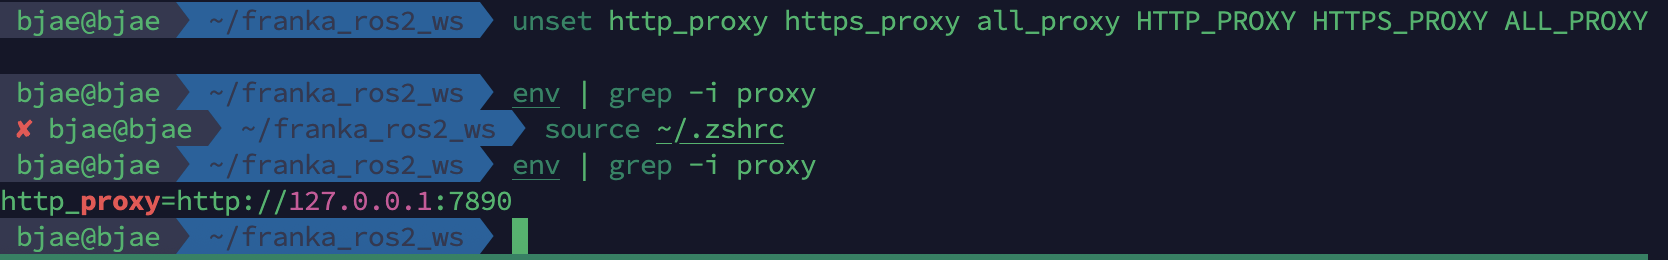 bjae@bjae ~/franka_ros2_ws unset http_proxy https_proxy all_proxy HTTP_PROXY HTTPS_PROXY ALL_PROXY
bjae@bjae ~/franka_ros2_ws env | grep -i proxy
✘ bjae@bjae ~/franka_ros2_ws source ~/.zshrc
bjae@bjae ~/franka_ros2_ws env | grep -i proxy
http_proxy=http://127.0.0.1:7890
bjae@bjae ~/franka_ros2_ws